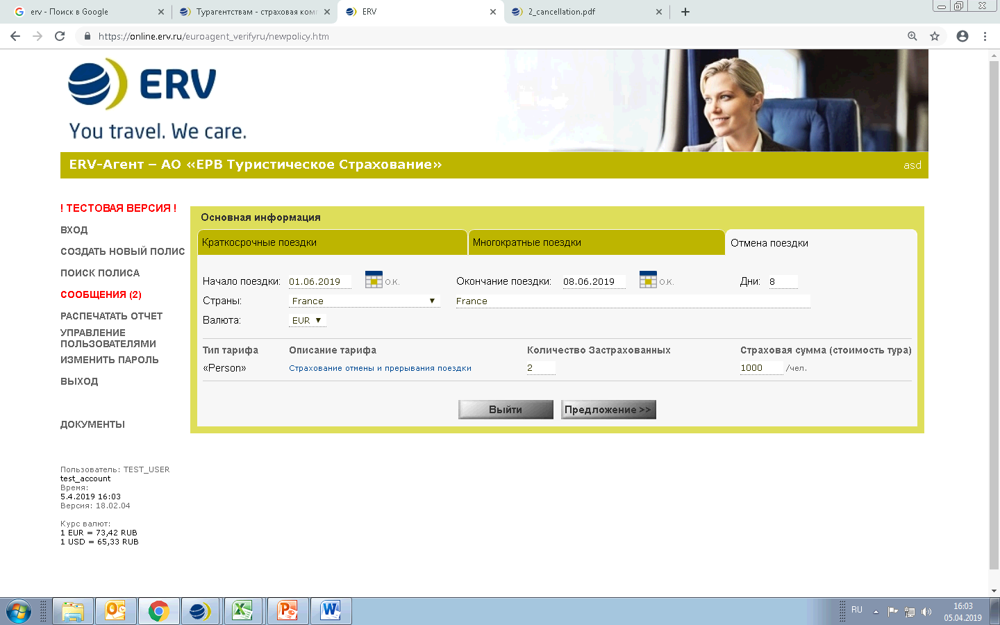 erv - Поиск в Google
Турагентствам - страховая комп
ERV
2_cancellation.pdf
https://online.erv.ru/euroagent_verifyru/newpolicy.htm
ERV
You travel. We care.
ERV-Агент – АО «ЕРВ Туристическое Страхование»
asd
! ТЕСТОВАЯ ВЕРСИЯ !
ВХОД
СОЗДАТЬ НОВЫЙ ПОЛИС
ПОИСК ПОЛИСА
СООБЩЕНИЯ (2)
РАСПЕЧАТАТЬ ОТЧЕТ
УПРАВЛЕНИЕ
ПОЛЬЗОВАТЕЛЯМИ
ИЗМЕНИТЬ ПАРОЛЬ
ВЫХОД
ДОКУМЕНТЫ
Пользователь: TEST_USER
test_account
Время:
5.4.2019 16:03
Версия: 18.02.04
Курс валют:
1 EUR = 73,42 RUB
1 USD = 65,33 RUB
Основная информация
Краткосрочные поездки
Многократные поездки
Отмена поездки
Начало поездки: 01.06.2019 о.к. Окончание поездки: 08.06.2019 о.к. Дни: 8
Страны: France France
Валюта: EUR
Тип тарифа Описание тарифа Количество Застрахованных Страховая сумма (стоимость тура)
«Person» Страхование отмены и прерывания поездки 2 1000 /чел.
Выйти Предложение >>
RU
16:03
05.04.2019